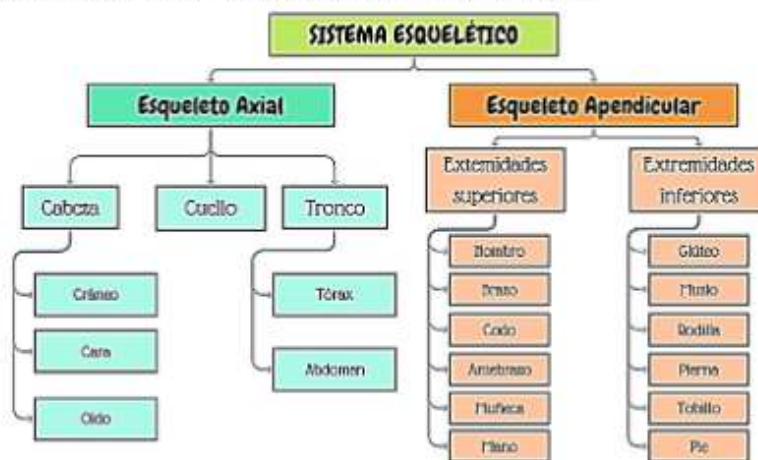 SISTEMA ESQUELÉTICO
Esqueleto Axial
Esqueleto Apendicular
Cabeza
Cuello
Tronco
Extemidades
superiores
Extremidades
inferiores
Cráneo
Cara
Oído
Tórax
Abdomen
Hombro
Brazo
Codo
Antebrazo
Muñeca
Mano
Glúteo
Muslo
Rodilla
Pierna
Tobillo
Pie